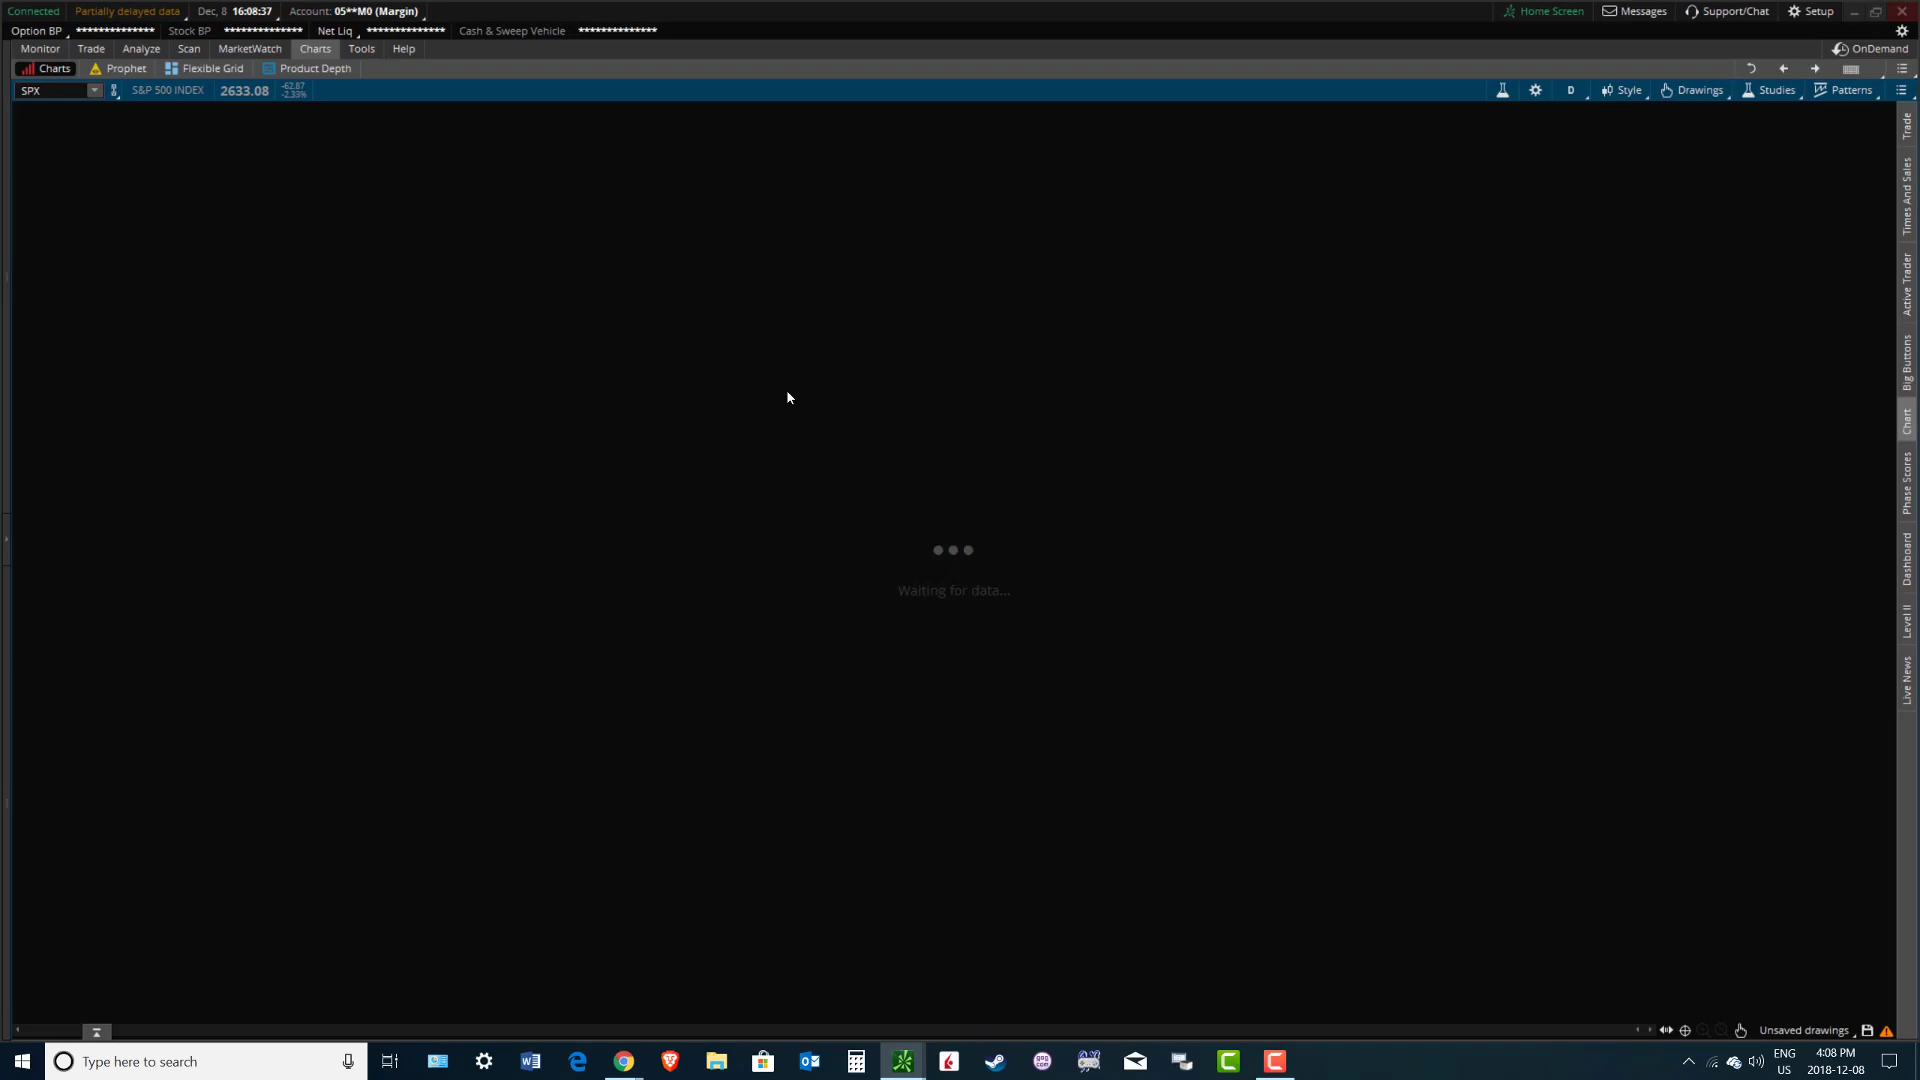 Connected Partially delayed data Dec, 8 16:08:37 Account: 05**M0 (Margin) Home Screen Messages Support/Chat Setup
Option BP ************** Stock BP ************** Net Liq ************** Cash & Sweep Vehicle **************
Monitor Trade Analyze Scan MarketWatch Charts Tools Help OnDemand
Charts Prophet Flexible Grid Product Depth
SPX S&P 500 INDEX 2633.08 -62.87 D Style Drawings Studies Patterns
-2.33%
Trade
Times And Sales
Active Trader
Big Buttons
Chart
Phase Scores
Dashboard
Level II
Live News
Waiting for data...
Unsaved drawings
Type here to search
ENG
US
4:08 PM
2018-12-08